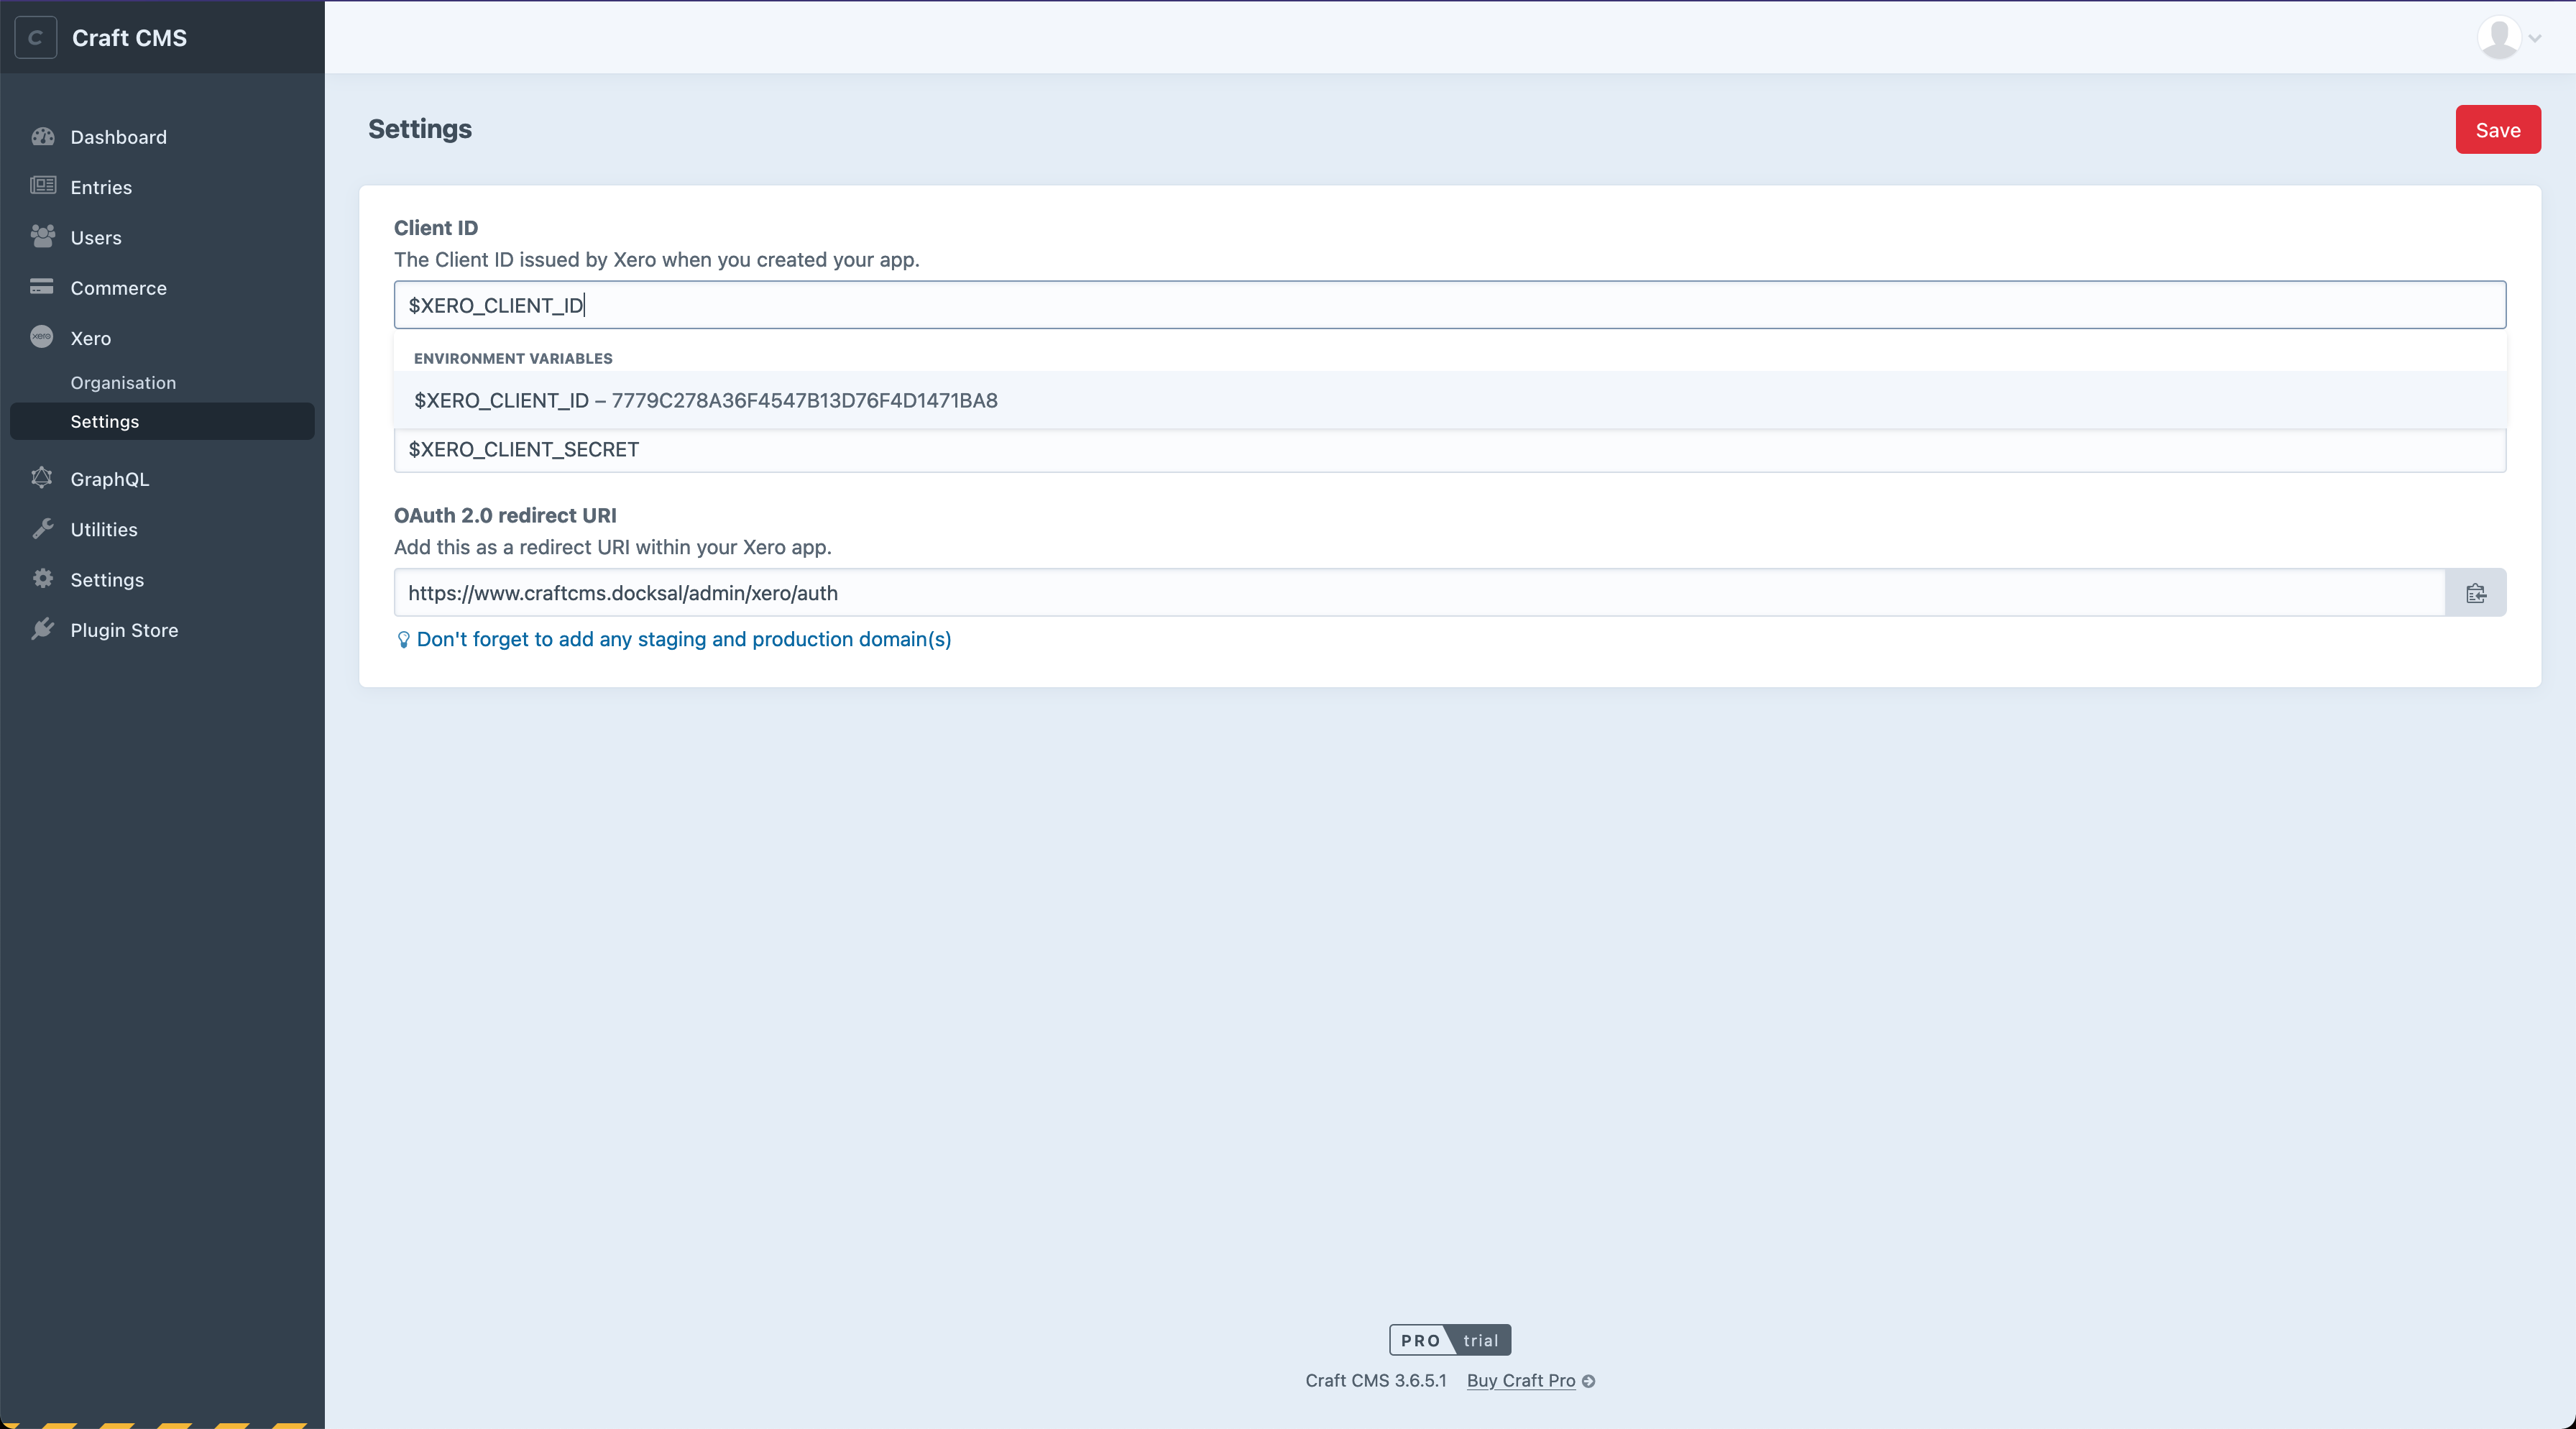 Craft CMS
Dashboard
Entries
Users
Commerce
xero
Xero
Organisation
Settings
GraphQL
Utilities
Settings
Plugin Store
Settings
Save
Client ID
The Client ID issued by Xero when you created your app.
$XERO_CLIENT_ID
ENVIRONMENT VARIABLES
$XERO_CLIENT_ID – 7779C278A36F4547B13D76F4D1471BA8
$XERO_CLIENT_SECRET
OAuth 2.0 redirect URI
Add this as a redirect URI within your Xero app.
https://www.craftcms.docksal/admin/xero/auth
Don't forget to add any staging and production domain(s)
PRO trial
Craft CMS 3.6.5.1 Buy Craft Pro